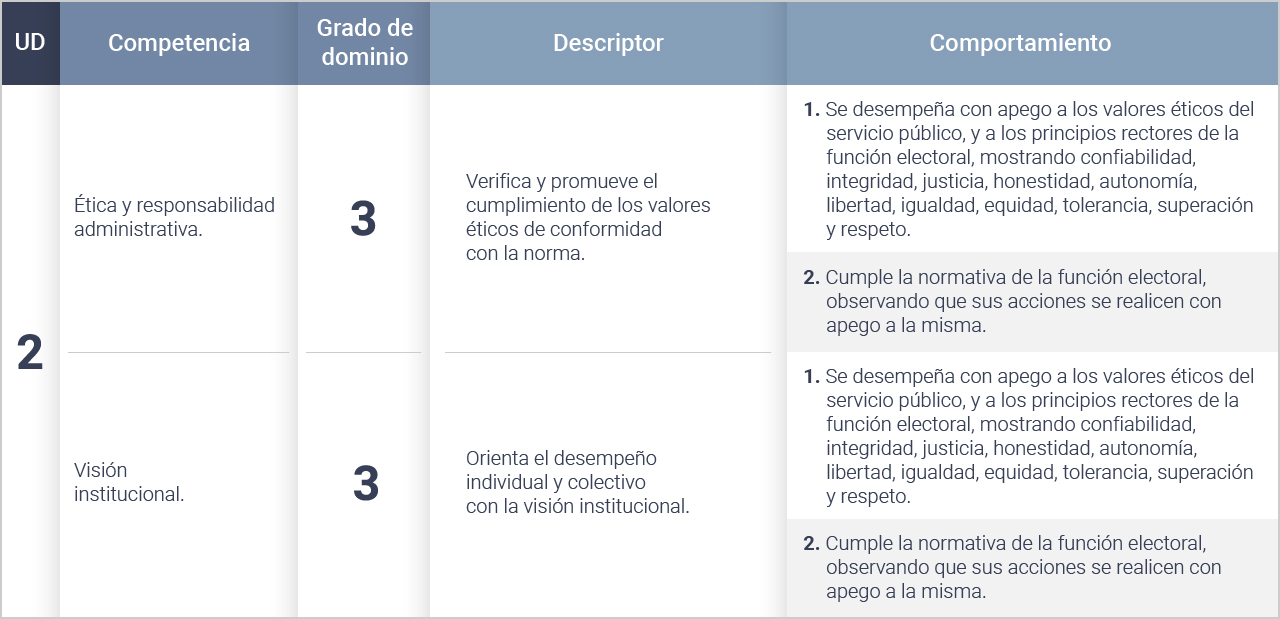 UD
Competencia
Grado de
dominio
Descriptor
Comportamiento
2
Ética y responsabilidad
administrativa.
3
Verifica y promueve el
cumplimiento de los valores
éticos de conformidad
con la norma.
1. Se desempeña con apego a los valores éticos del
servicio público, y a los principios rectores de la
función electoral, mostrando confiabilidad,
integridad, justicia, honestidad, autonomía,
libertad, igualdad, equidad, tolerancia, superación
y respeto.
2. Cumple la normativa de la función electoral,
observando que sus acciones se realicen con
apego a la misma.
Visión
institucional.
3
Orienta el desempeño
individual y colectivo
con la visión institucional.
1. Se desempeña con apego a los valores éticos del
servicio público, y a los principios rectores de la
función electoral, mostrando confiabilidad,
integridad, justicia, honestidad, autonomía,
libertad, igualdad, equidad, tolerancia, superación
y respeto.
2. Cumple la normativa de la función electoral,
observando que sus acciones se realicen con
apego a la misma.